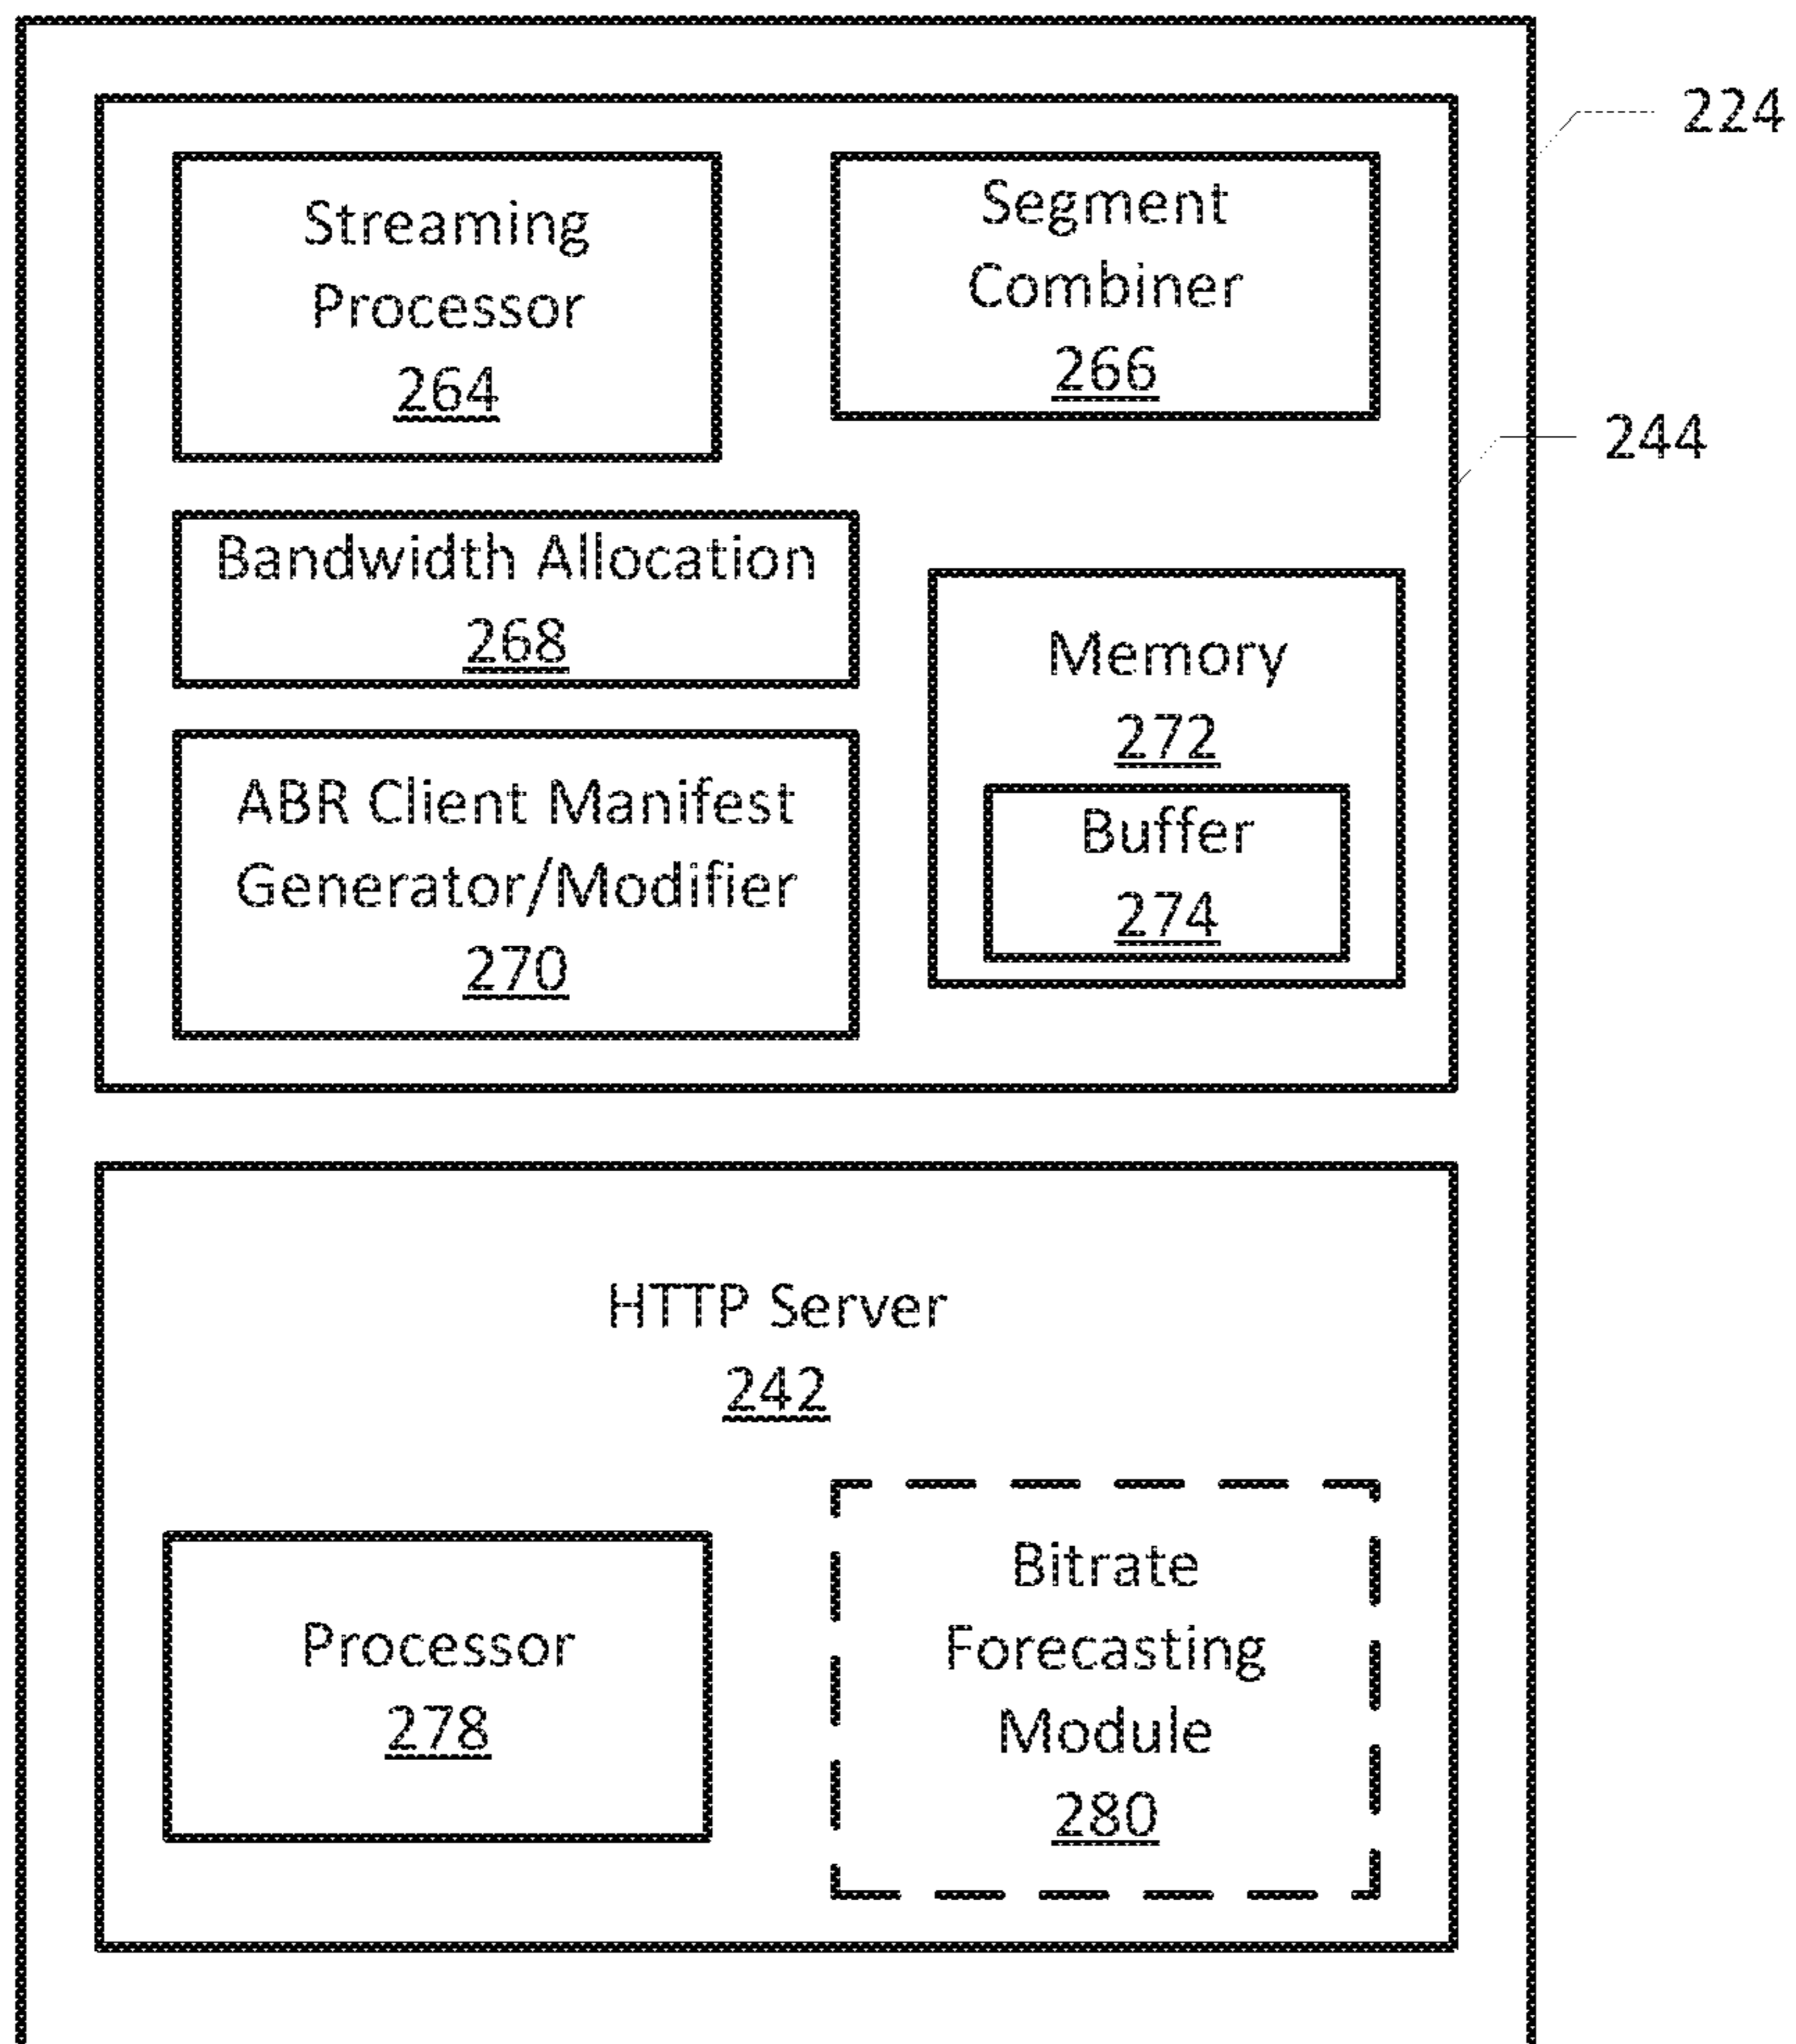 224
Streaming
Processor
264
Segment
Combiner
266
244
Bandwidth Allocation
268
Memory
272
Buffer
274
ABR Client Manifest
Generator/Modifier
270
HTTP Server
242
Processor
278
Bitrate
Forecasting
Module
280